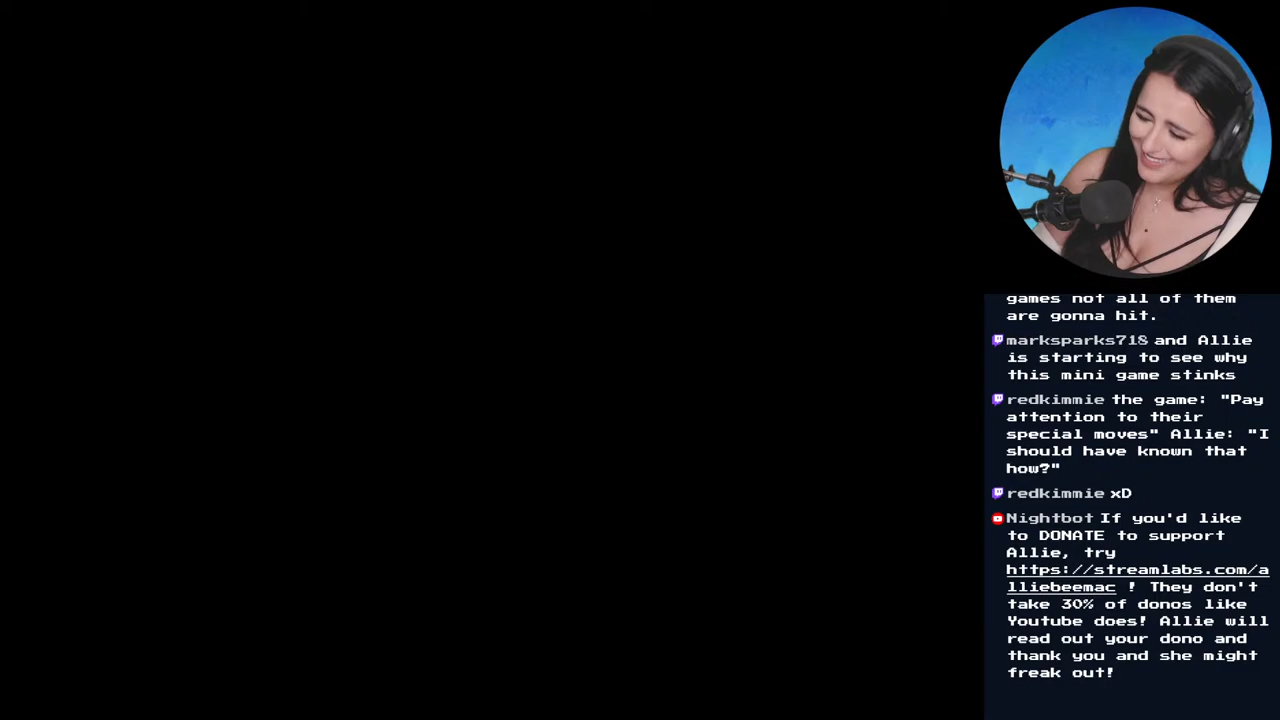 games not all of them
are gonna hit.
marksparks718 and Allie
is starting to see why
this mini game stinks
redkimmie the game: "Pay
attention to their
special moves" Allie: "I
should have known that
how?"
redkimmie xD
Nightbot If you'd like
to DONATE to support
Allie, try
https://streamlabs.com/a
lliebeemac ! They don't
take 30% of donos like
Youtube does! Allie will
read out your dono and
thank you and she might
freak out!